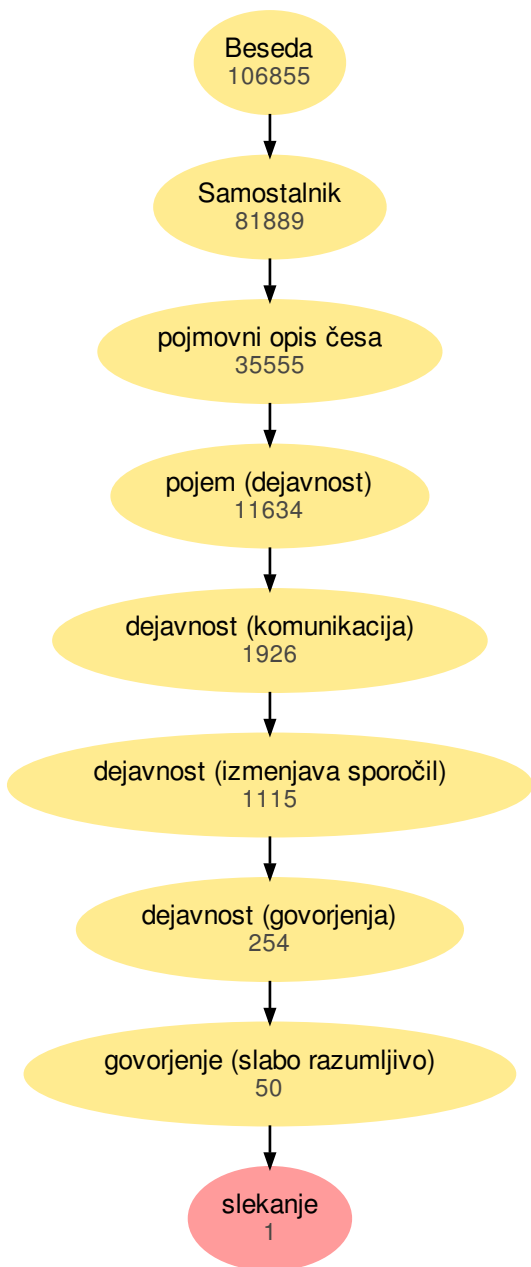 Beseda
106855
Samostalnik
81889
pojmovni opis česa
35555
pojem (dejavnost)
11634
dejavnost (komunikacija)
1926
dejavnost (izmenjava sporočil)
1115
dejavnost (govorjenja)
254
govorjenje (slabo razumljivo)
50
slekanje
1